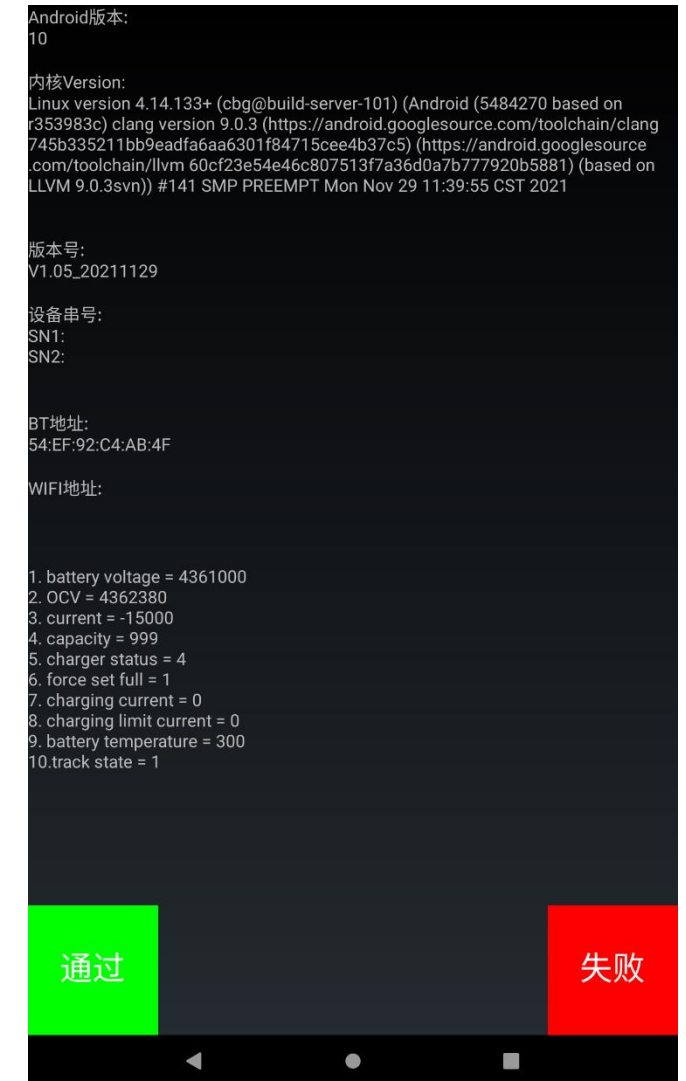 Android版本:
10
内核Version:
Linux version 4.14.133+ (cbg@build-server-101) (Android (5484270 based on
r353983c) clang version 9.0.3 (https://android.googlesource.com/toolchain/clang
745b335211bb9eadfa6aa6301f84715cee4b37c5) (https://android.googlesource
.com/toolchain/llvm 60cf23e54e46c807513f7a36d0a7b777920b5881) (based on
LLVM 9.0.3svn)) #141 SMP PREEMPT Mon Nov 29 11:39:55 CST 2021
版本号:
V1.05_20211129
设备串号:
SN1:
SN2:
BT地址:
54:EF:92:C4:AB:4F
WIFI地址:
1. battery voltage = 4361000
2. OCV = 4362380
3. current = -15000
4. capacity = 999
5. charger status = 4
6. force set full = 1
7. charging current = 0
8. charging limit current = 0
9. battery temperature = 300
10.track state = 1
通过
失败